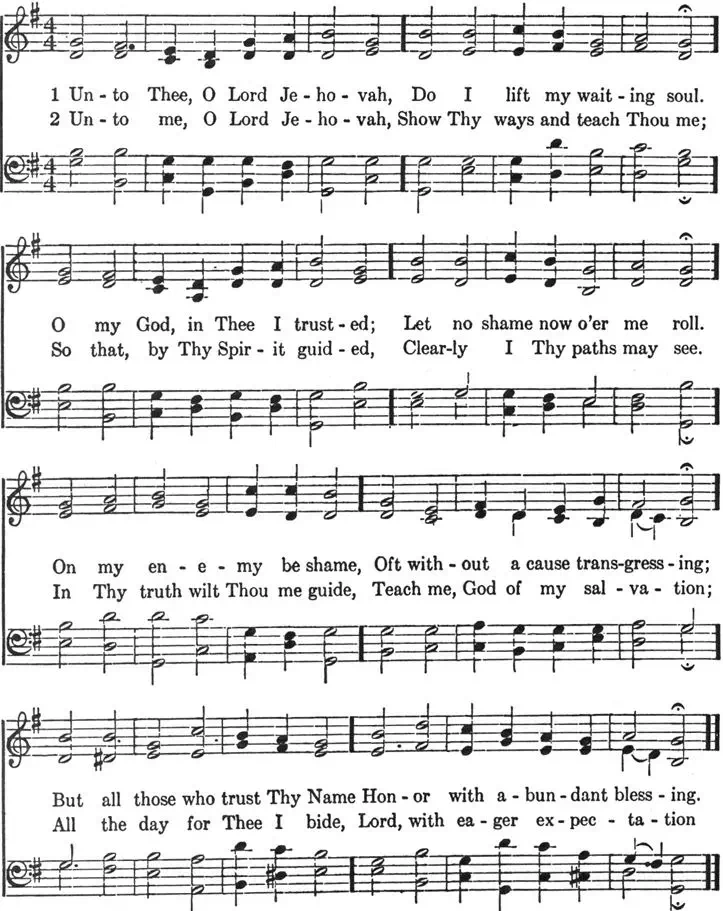 1 Un - to Thee, O Lord Je - ho - vah, Do I lift my wait - ing soul.
2 Un - to me, O Lord Je - ho - vah, Show Thy ways and teach Thou me;
O my God, in Thee I trust - ed; Let no shame now o'er me roll.
So that, by Thy Spir - it guid - ed, Clear - ly I Thy paths may see.
On my en - e - my be shame, Oft with - out a cause trans - gress - ing;
In Thy truth wilt Thou me guide, Teach me, God of my sal - va - tion;
But all those who trust Thy Name Hon - or with a - bun - dant bless - ing.
All the day for Thee I bide, Lord, with ea - ger ex - pec - ta - tion